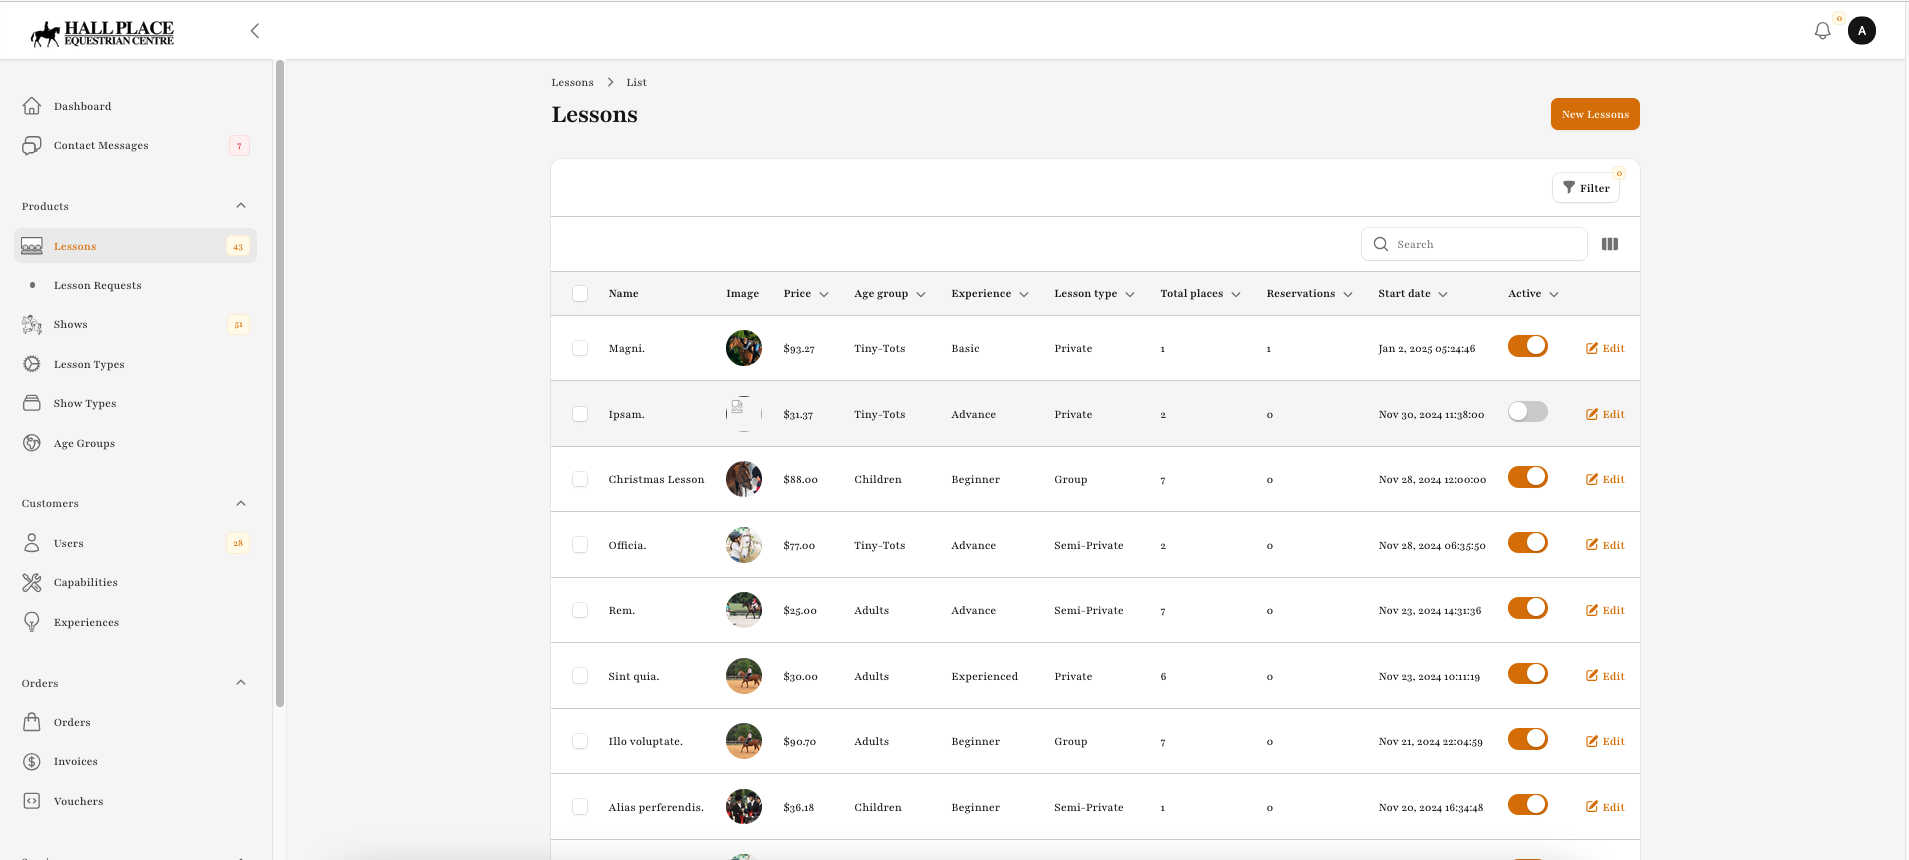 HALL PLACE
EQUESTRIAN CENTRE
0
A
Dashboard
Contact Messages 7
Products
Lessons 43
Lesson Requests
Shows 51
Lesson Types
Show Types
Age Groups
Customers
Users 28
Capabilities
Experiences
Orders
Orders
Invoices
Vouchers
Lessons > List
Lessons
New Lessons
Filter 0
Search
Name Image Price Age group Experience Lesson type Total places Reservations Start date Active
Magni. $93.27 Tiny-Tots Basic Private 1 1 Jan 2, 2025 05:24:46 Edit
Ipsam. $31.37 Tiny-Tots Advance Private 2 0 Nov 30, 2024 11:38:00 Edit
Christmas Lesson $88.00 Children Beginner Group 7 0 Nov 28, 2024 12:00:00 Edit
Officia. $77.00 Tiny-Tots Advance Semi-Private 2 0 Nov 28, 2024 06:35:50 Edit
Rem. $25.00 Adults Advance Semi-Private 7 0 Nov 23, 2024 14:31:36 Edit
Sint quia. $30.00 Adults Experienced Private 6 0 Nov 23, 2024 10:11:19 Edit
Illo voluptate. $90.70 Adults Beginner Group 7 0 Nov 21, 2024 22:04:59 Edit
Alias perferendis. $36.18 Children Beginner Semi-Private 1 0 Nov 20, 2024 16:34:48 Edit